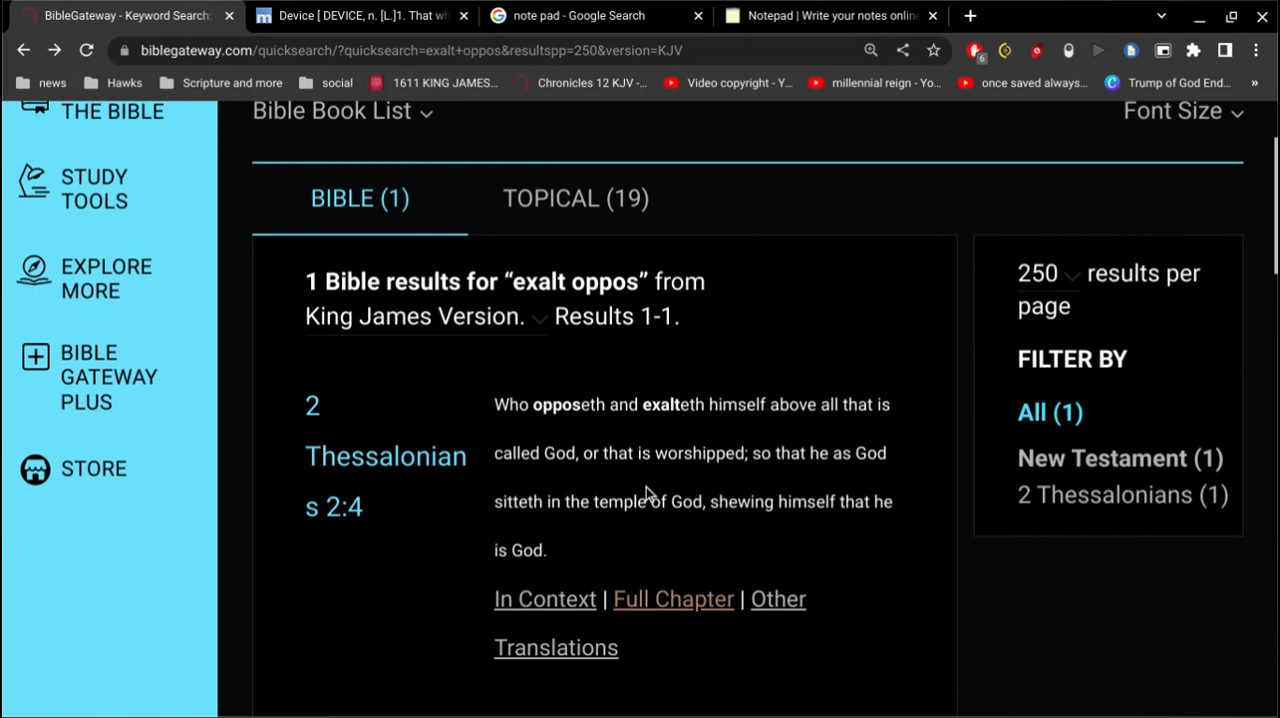 BibleGateway - Keyword Search:
Device [ DEVICE, n. [L.]1. That wh
note pad - Google Search
Notepad | Write your notes online
biblegateway.com/quicksearch/?quicksearch=exalt+oppos&resultspp=250&version=KJV
6
news
Hawks
Scripture and more
social
1611 KING JAMES...
Chronicles 12 KJV -...
Video copyright - Y...
millennial reign - Yo...
once saved always...
Trump of God End...
»
THE BIBLE
STUDY
TOOLS
EXPLORE
MORE
BIBLE
GATEWAY
PLUS
STORE
Bible Book List
Font Size
BIBLE (1)
TOPICAL (19)
1 Bible results for “exalt oppos” from
King James Version. Results 1-1.
2
Thessalonian
s 2:4
Who opposeth and exalteth himself above all that is
called God, or that is worshipped; so that he as God
sitteth in the temple of God, shewing himself that he
is God.
In Context | Full Chapter | Other
Translations
250 results per
page
FILTER BY
All (1)
New Testament (1)
2 Thessalonians (1)